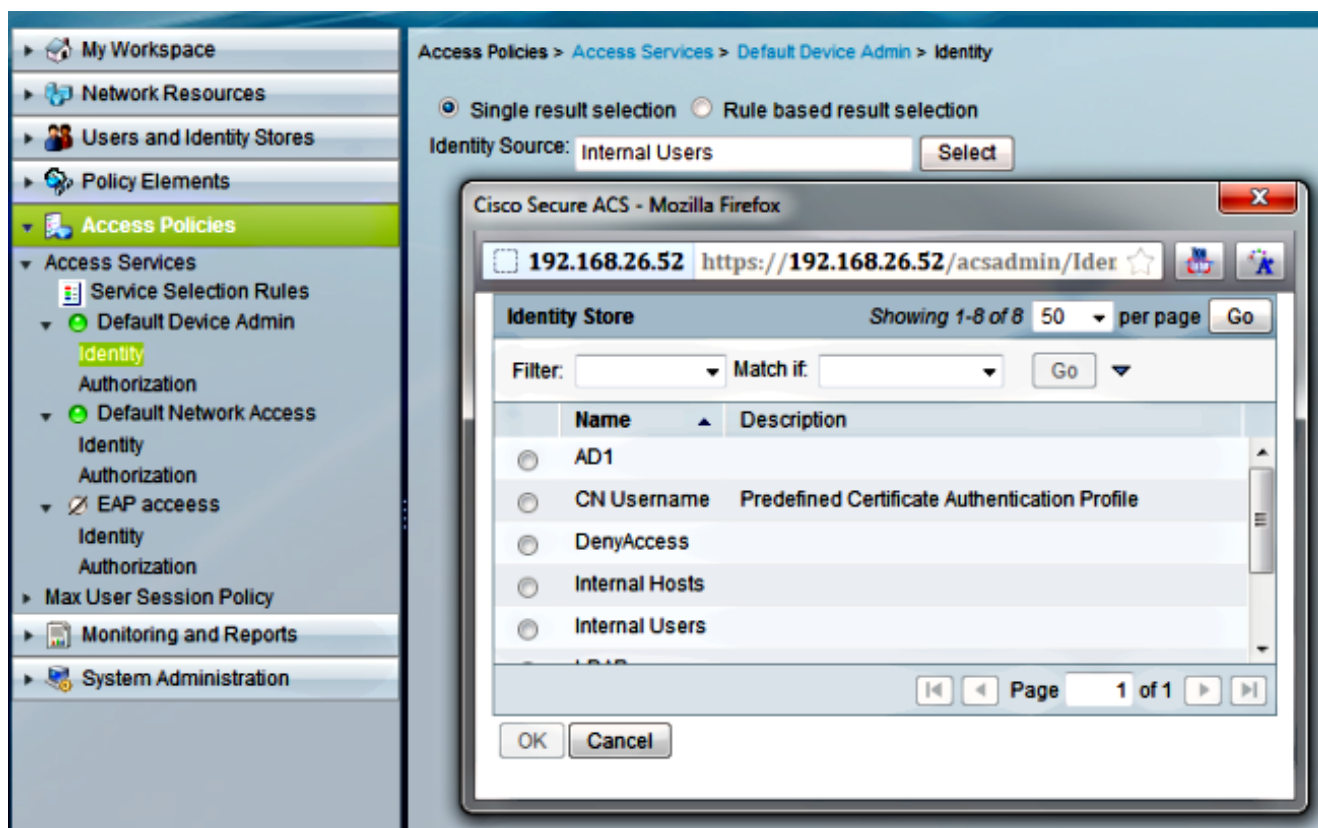 My Workspace
Network Resources
Users and Identity Stores
Policy Elements
Access Policies
Access Services
Service Selection Rules
Default Device Admin
Identity
Authorization
Default Network Access
Identity
Authorization
EAP acceess
Identity
Authorization
Max User Session Policy
Monitoring and Reports
System Administration
Access Policies > Access Services > Default Device Admin > Identity
Single result selection Rule based result selection
Identity Source: Internal Users Select
Cisco Secure ACS - Mozilla Firefox
192.168.26.52 https://192.168.26.52/acsadmin/Iden
Identity Store Showing 1-8 of 8 50 per page Go
Filter: Match if: Go
Name Description
AD1
CN Username Predefined Certificate Authentication Profile
DenyAccess
Internal Hosts
Internal Users
Page 1 of 1
OK Cancel